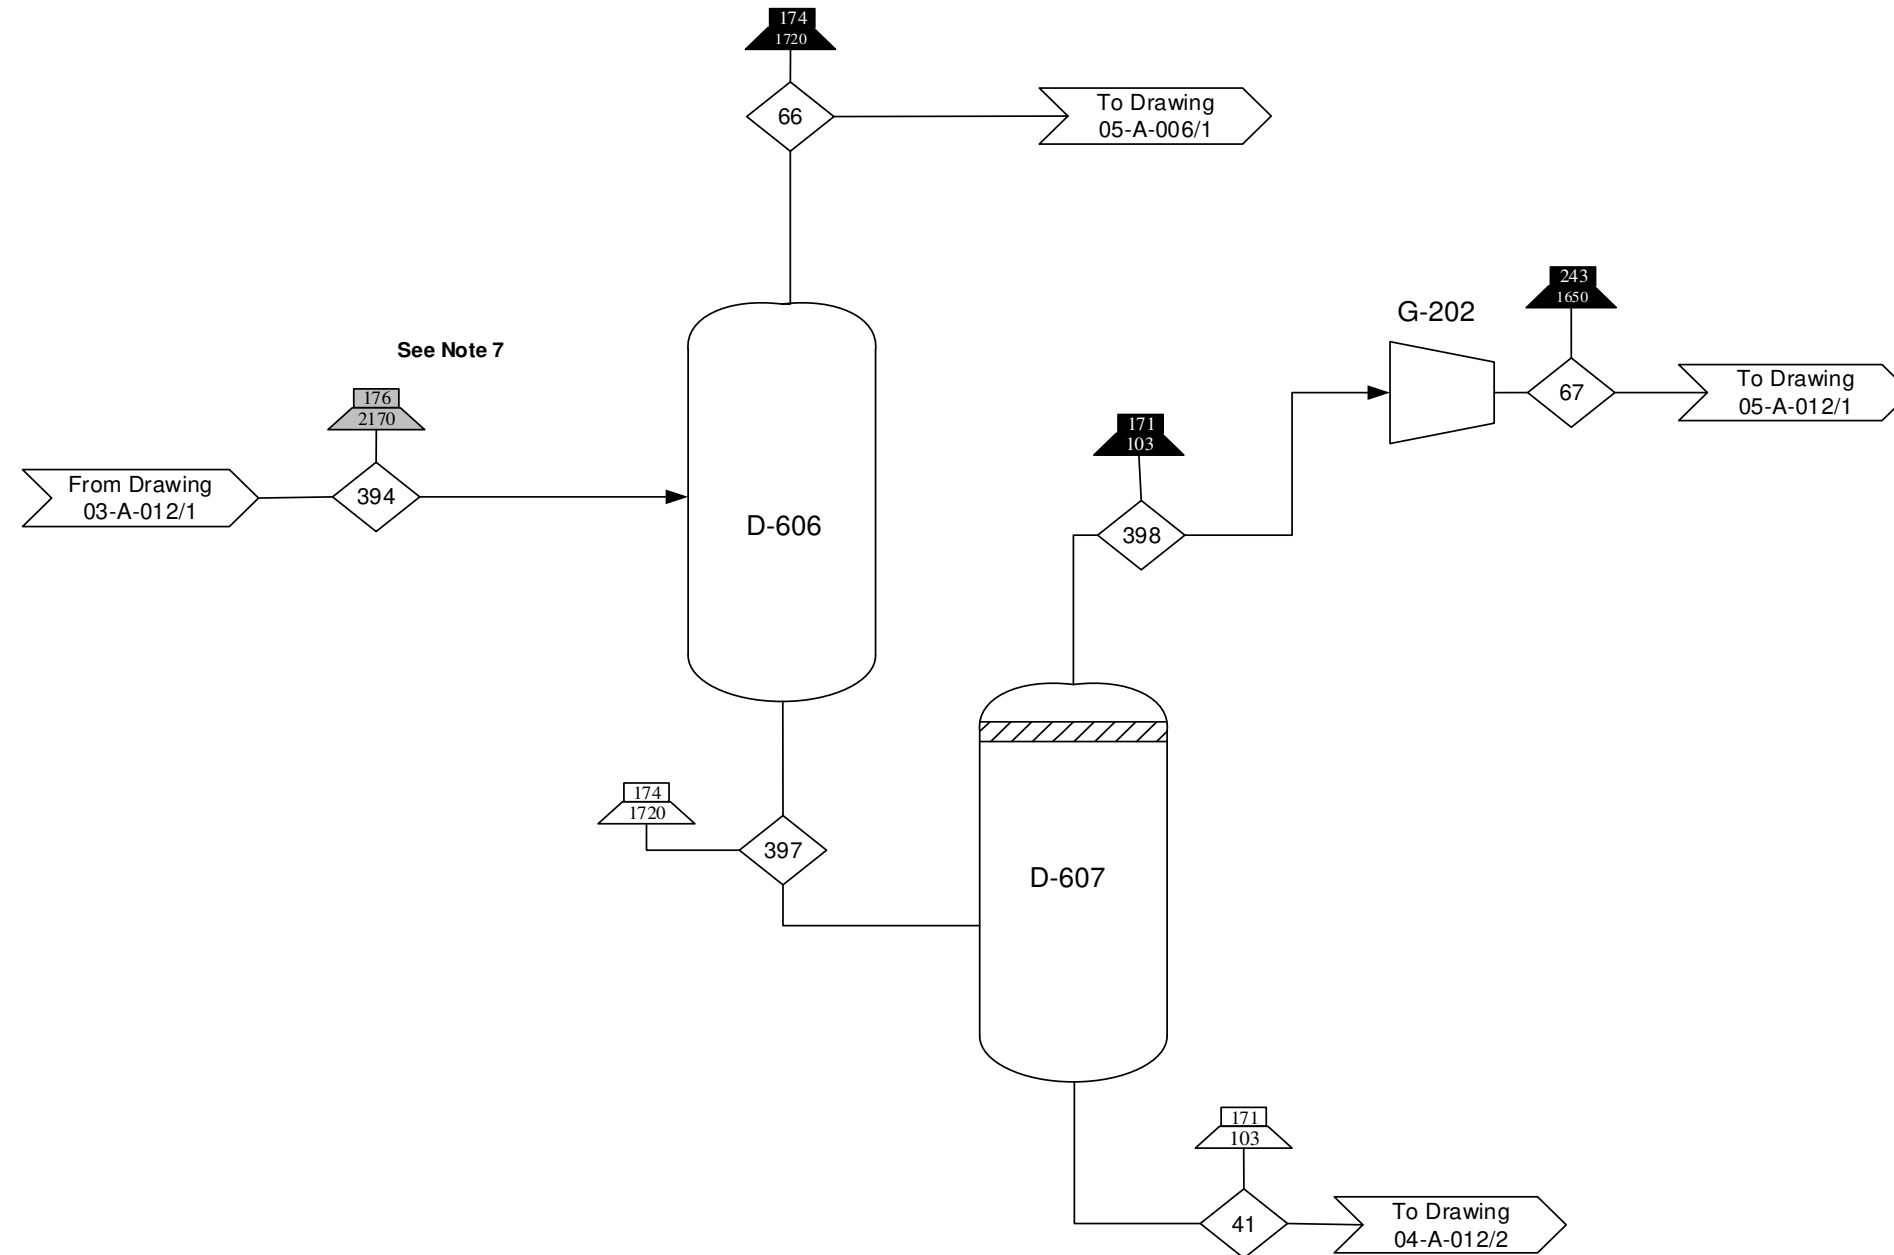 174
1720
66
To Drawing
05-A-006/1
243
1650
G-202
67
To Drawing
05-A-012/1
See Note 7
176
2170
From Drawing
03-A-012/1
394
171
103
398
D-606
174
1720
397
D-607
171
103
41
To Drawing
04-A-012/2